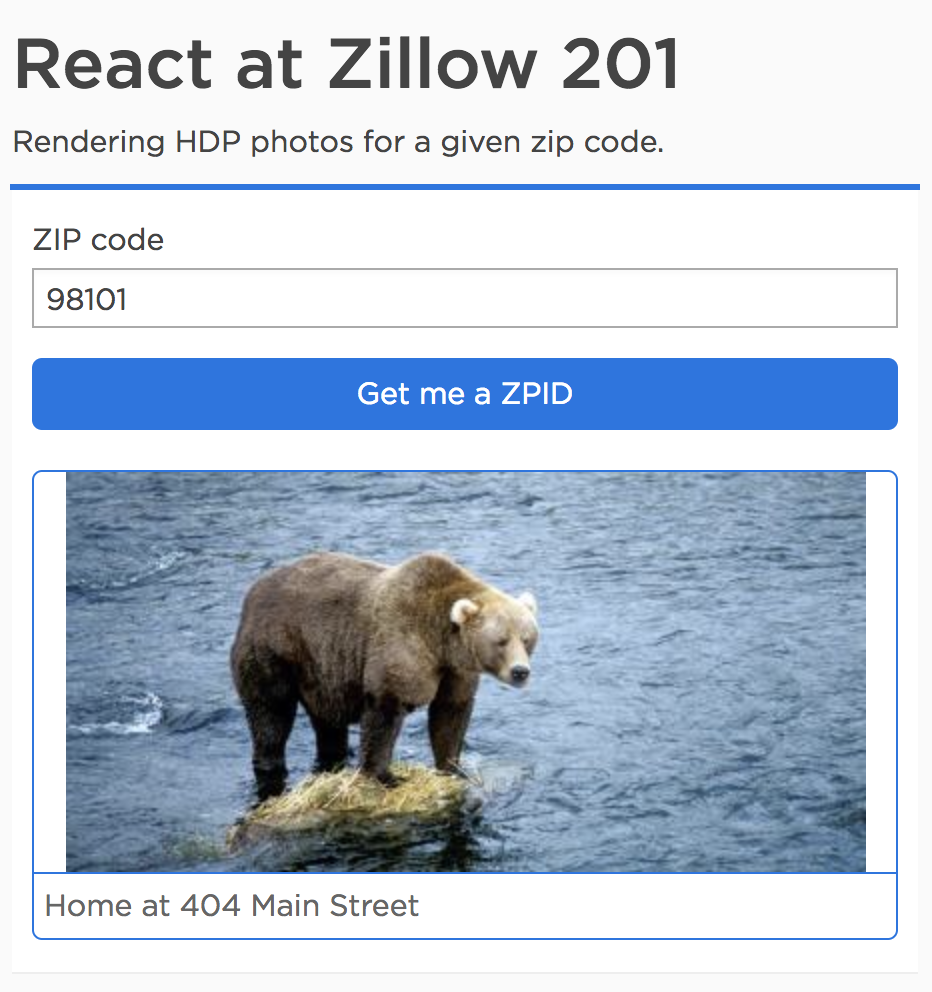 React at Zillow 201
Rendering HDP photos for a given zip code.
ZIP code
98101
Get me a ZPID
Home at 404 Main Street